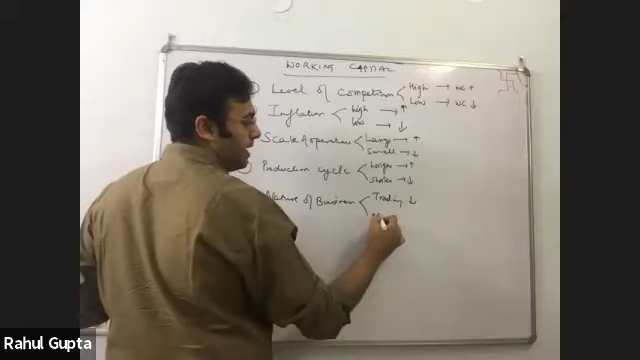 WORKING CAPITAL
Level of Competition < High → WC ↑
Low → WC ↓
Inflation < high → ↑
low → ↓
Scale of operation < Large → ↑
Small → ↓
Production cycle < Longer → ↑
Shorter → ↓
Nature of Business < Trading ↓
Rahul Gupta